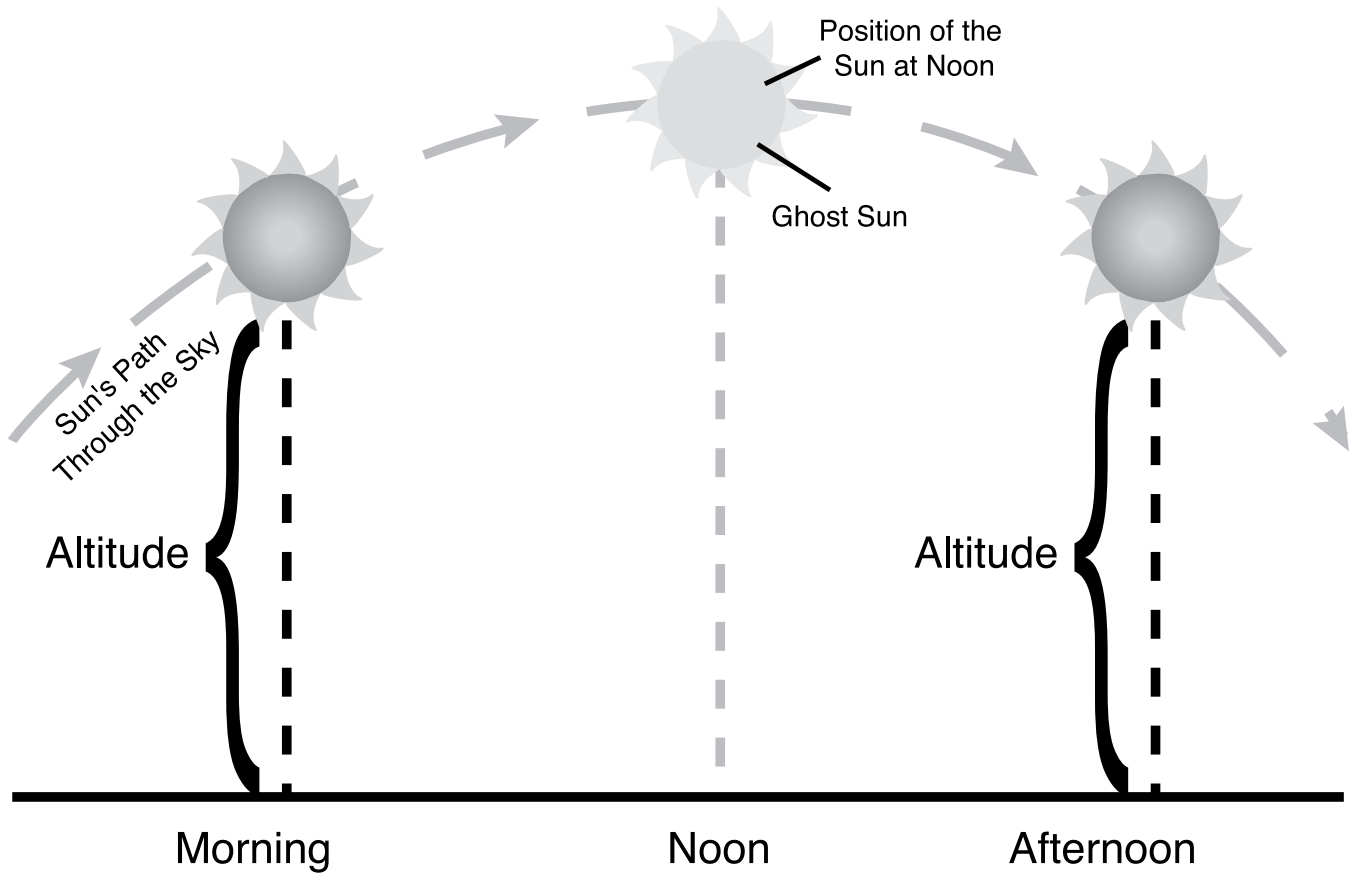 Position of the
Sun at Noon
Ghost Sun
Sun's Path
Through the Sky
Altitude
Altitude
Morning
Noon
Afternoon